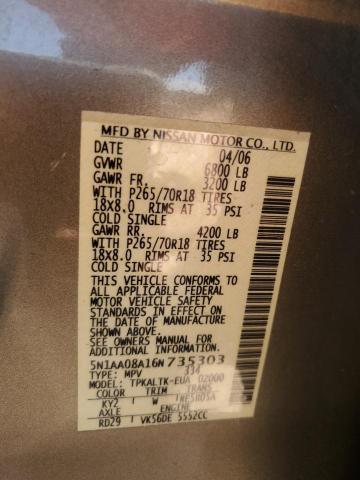 MFD BY NISSAN MOTOR CO., LTD.
DATE 04/06
GVWR 6800 LB
GAWR FR. 3200 LB
WITH P265/70R18 TIRES
18X8.0 RIMS AT 35 PSI
COLD SINGLE
GAWR RR. 4200 LB
WITH P265/70R18 TIRES
18X8.0 RIMS AT 35 PSI
COLD SINGLE
THIS VEHICLE CONFORMS TO
ALL APPLICABLE FEDERAL
MOTOR VEHICLE SAFETY
STANDARDS IN EFFECT ON
THE DATE OF MANUFACTURE
SHOWN ABOVE.
SEE OWNERS MANUAL FOR
ADDITIONAL INFORMATION
5N1AA08A16N735303
TYPE: MPV 334
MODEL: TPKALTK-EUA 02000
COLOR TRIM TRANS
KY2 W RE5R05A
AXLE ENGINE
RD29 VK56DE 5552CC